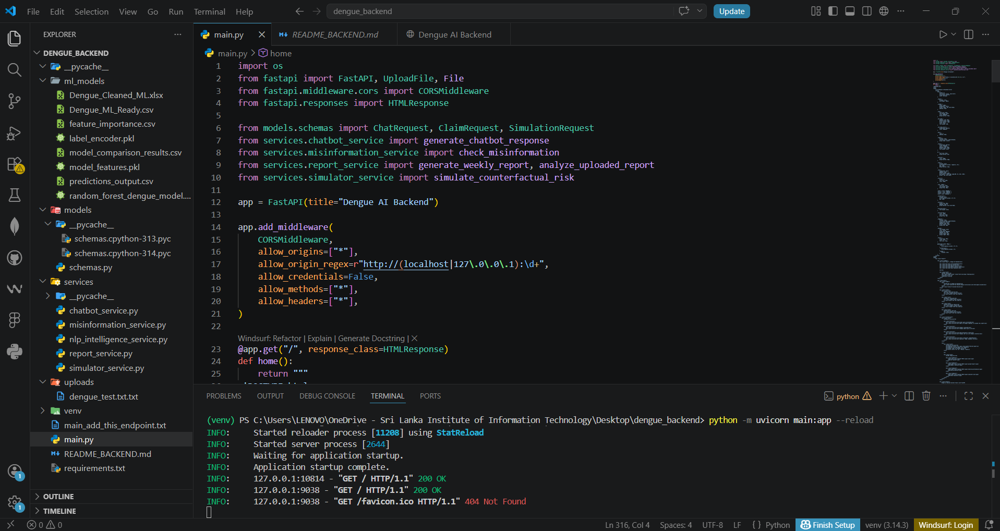 File Edit Selection View Go Run Terminal Help
dengue_backend
Update
EXPLORER
DENGUE_BACKEND
__pycache__
ml_models
Dengue_Cleaned_ML.xlsx
Dengue_ML_Ready.csv
feature_importance.csv
label_encoder.pkl
model_comparison_results.csv
model_features.pkl
predictions_output.csv
random_forest_dengue_model....
models
__pycache__
schemas.cpython-313.pyc
schemas.cpython-314.pyc
schemas.py
services
__pycache__
chatbot_service.py
misinformation_service.py
nlp_intelligence_service.py
report_service.py
simulator_service.py
uploads
dengue_test.txt.txt
venv
main_add_this_endpoint.txt
main.py
README_BACKEND.md
requirements.txt
OUTLINE
TIMELINE
main.py README_BACKEND.md Dengue AI Backend
main.py > home
1 import os
2 from fastapi import FastAPI, UploadFile, File
3 from fastapi.middleware.cors import CORSMiddleware
4 from fastapi.responses import HTMLResponse
5
6 from models.schemas import ChatRequest, ClaimRequest, SimulationRequest
7 from services.chatbot_service import generate_chatbot_response
8 from services.misinformation_service import check_misinformation
9 from services.report_service import generate_weekly_report, analyze_uploaded_report
10 from services.simulator_service import simulate_counterfactual_risk
11
12 app = FastAPI(title="Dengue AI Backend")
13
14 app.add_middleware(
15 CORSMiddleware,
16 allow_origins=["*"],
17 allow_origin_regex=r"http://(localhost|127\.0\.0\.1):\d+",
18 allow_credentials=False,
19 allow_methods=["*"],
20 allow_headers=["*"],
21 )
22
Windsurf: Refactor | Explain | Generate Docstring | X
23 @app.get("/", response_class=HTMLResponse)
24 def home():
25 return """
PROBLEMS OUTPUT DEBUG CONSOLE TERMINAL PORTS
python
(venv) PS C:\Users\LENOVO\OneDrive - Sri Lanka Institute of Information Technology\Desktop\dengue_backend> python -m uvicorn main:app --reload
INFO: Started reloader process [11208] using StatReload
INFO: Started server process [2644]
INFO: Waiting for application startup.
INFO: Application startup complete.
INFO: 127.0.0.1:10814 - "GET / HTTP/1.1" 200 OK
INFO: 127.0.0.1:9038 - "GET / HTTP/1.1" 200 OK
INFO: 127.0.0.1:9038 - "GET /favicon.ico HTTP/1.1" 404 Not Found
1
1
0 0
Ln 316, Col 4 Spaces: 4 UTF-8 LF { } Python Finish Setup venv (3.14.3) Windsurf: Login